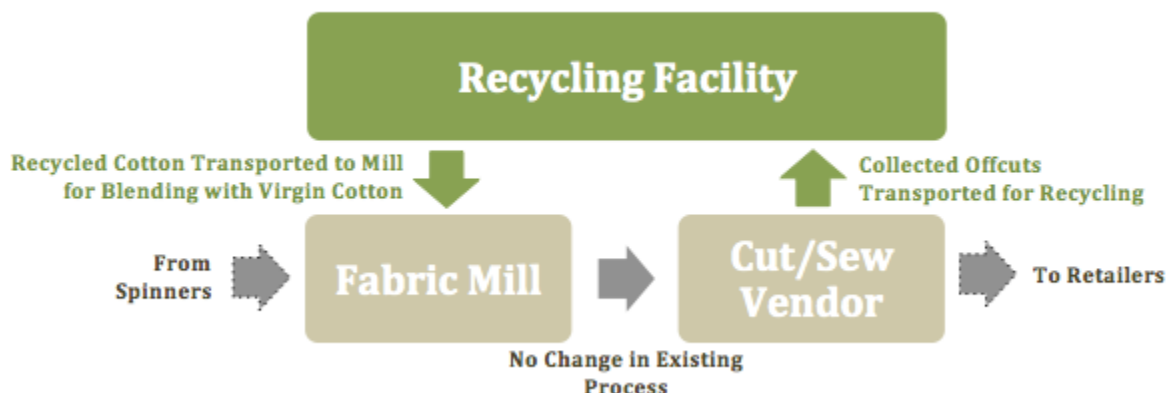 Recycling Facility
Recycled Cotton Transported to Mill
for Blending with Virgin Cotton
Collected Offcuts
Transported for Recycling
From
Spinners
Fabric Mill
Cut/Sew
Vendor
To Retailers
No Change in Existing
Process